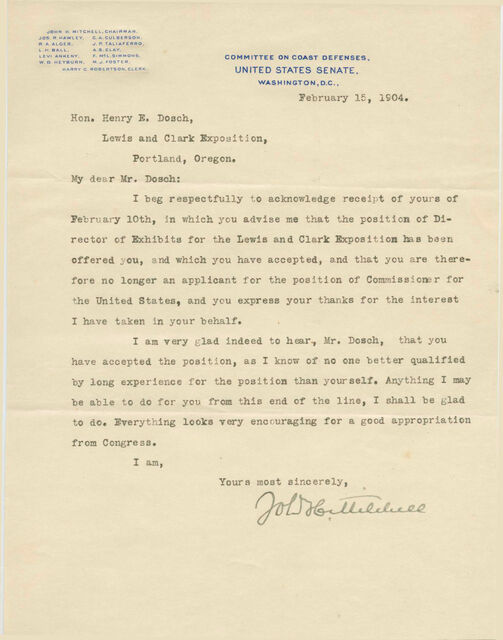 JOHN H. MITCHELL, CHAIRMAN.
JOS. R. HAWLEY, C. A. CULBERSON,
R. A. ALGER, J. P. TALIAFERRO,
L. H. BALL, A. S. CLAY,
LEVI ANKENY, F. McL. SIMMONS,
W. B. HEYBURN, M. J. FOSTER,
HARRY C. ROBERTSON, CLERK.
COMMITTEE ON COAST DEFENSES,
UNITED STATES SENATE,
WASHINGTON, D.C.,
February 15, 1904.
Hon. Henry E. Dosch,
Lewis and Clark Exposition,
Portland, Oregon.
My dear Mr. Dosch:
I beg respectfully to acknowledge receipt of yours of
February 10th, in which you advise me that the position of Di-
rector of Exhibits for the Lewis and Clark Exposition has been
offered you, and which you have accepted, and that you are there-
fore no longer an applicant for the position of Commissioner for
the United States, and you express your thanks for the interest
I have taken in your behalf.
I am very glad indeed to hear, Mr. Dosch, that you
have accepted the position, as I know of no one better qualified
by long experience for the position than yourself. Anything I may
be able to do for you from this end of the line, I shall be glad
to do. Everything looks very encouraging for a good appropriation
from Congress.
I am,
Yours most sincerely,
John H. Mitchell